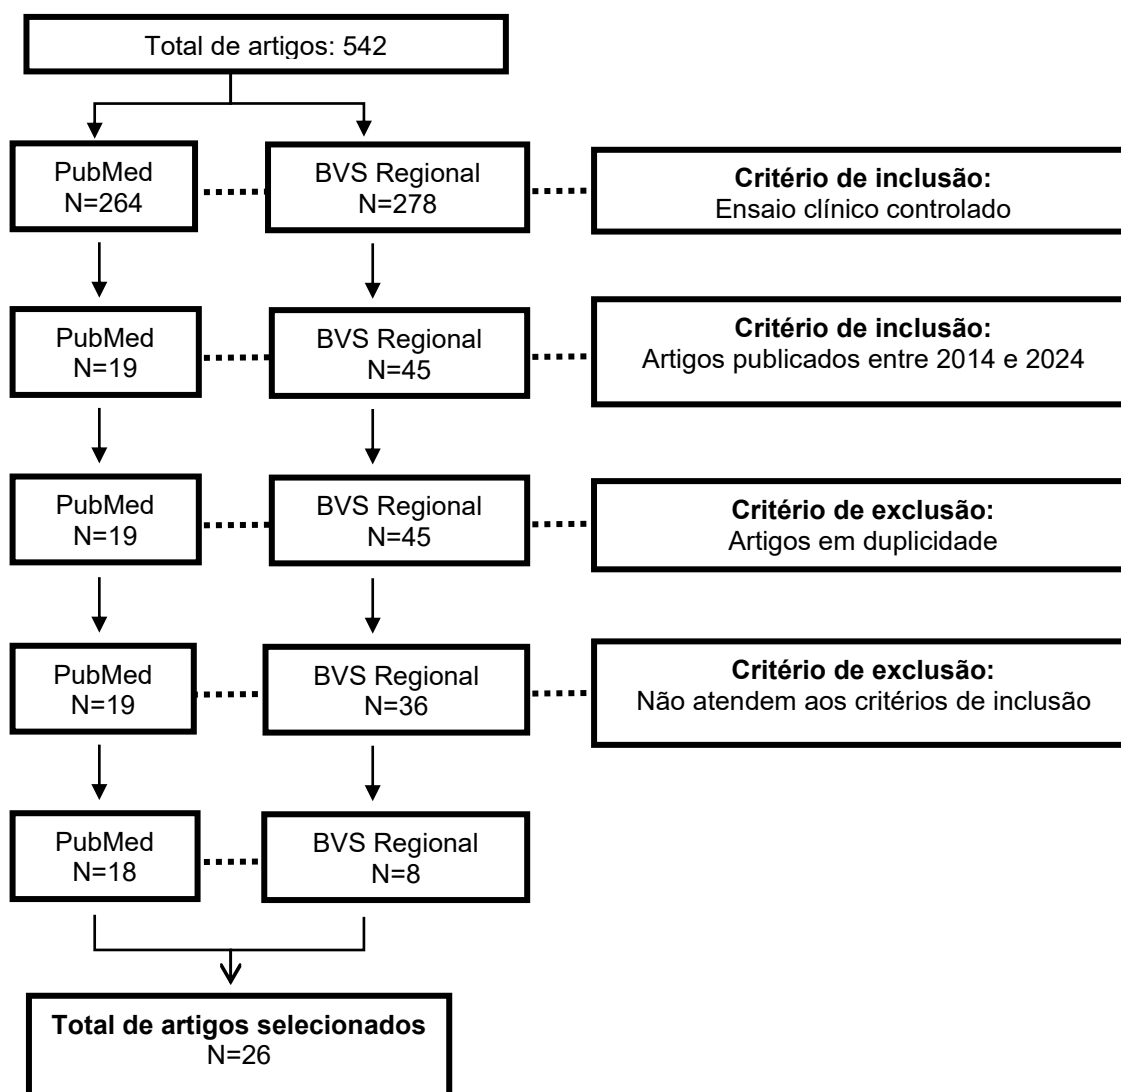 Total de artigos: 542
PubMed
N=264
BVS Regional
N=278
Critério de inclusão:
Ensaio clínico controlado
PubMed
N=19
BVS Regional
N=45
Critério de inclusão:
Artigos publicados entre 2014 e 2024
PubMed
N=19
BVS Regional
N=45
Critério de exclusão:
Artigos em duplicidade
PubMed
N=19
BVS Regional
N=36
Critério de exclusão:
Não atendem aos critérios de inclusão
PubMed
N=18
BVS Regional
N=8
Total de artigos selecionados
N=26